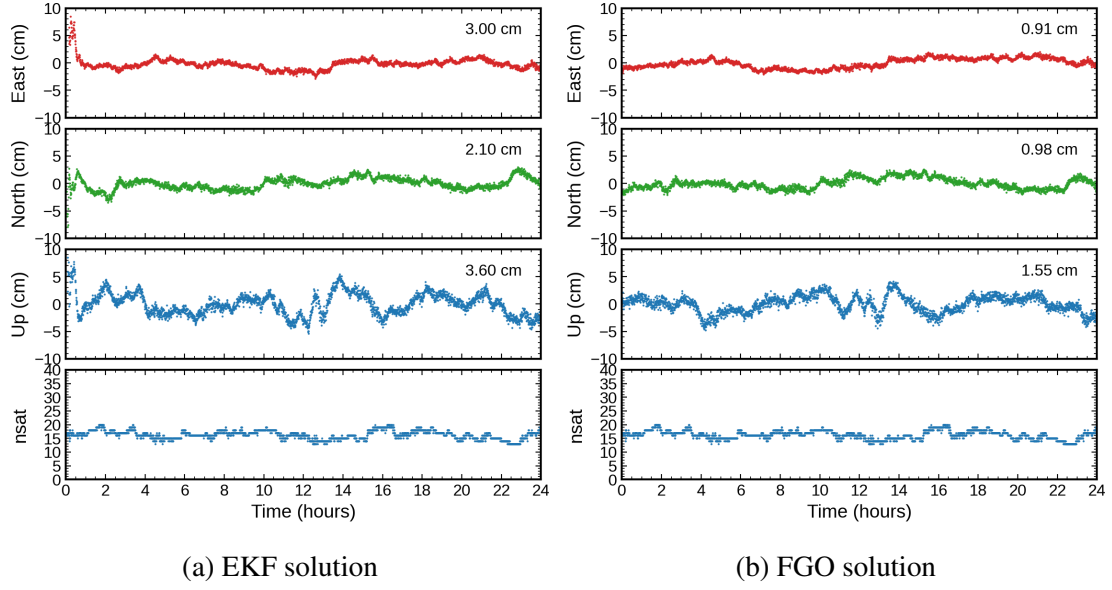 10
5
0
−5
−10
East (cm)
3.00 cm
10
5
0
−5
−10
North (cm)
2.10 cm
10
5
0
−5
−10
Up (cm)
3.60 cm
40
35
30
25
20
15
10
5
0
nsat
0 2 4 6 8 10 12 14 16 18 20 22 24
Time (hours)
(a) EKF solution
10
5
0
−5
−10
East (cm)
0.91 cm
10
5
0
−5
−10
North (cm)
0.98 cm
10
5
0
−5
−10
Up (cm)
1.55 cm
40
35
30
25
20
15
10
5
0
nsat
0 2 4 6 8 10 12 14 16 18 20 22 24
Time (hours)
(b) FGO solution